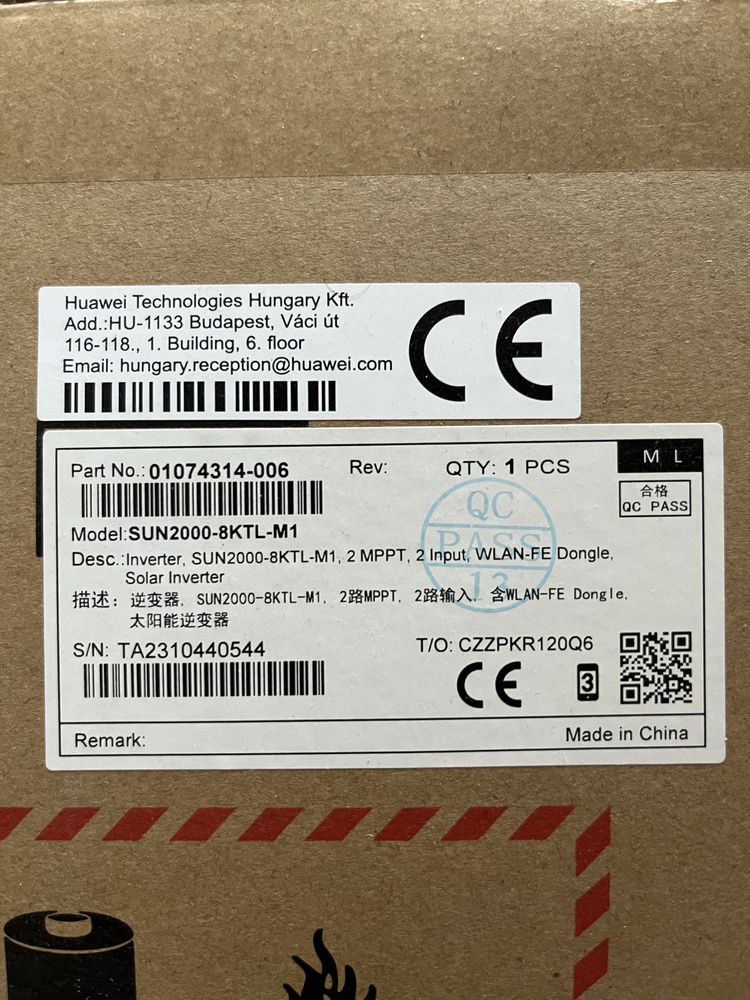 Huawei Technologies Hungary Kft.
Add.:HU-1133 Budapest, Váci út
116-118., 1. Building, 6. floor
Email: hungary.reception@huawei.com
CE
Part No.:01074314-006
Rev:
QTY: 1 PCS
M L
合格
QC PASS
QC
PASS
13
Model:SUN2000-8KTL-M1
Desc.:Inverter, SUN2000-8KTL-M1, 2 MPPT, 2 Input, WLAN-FE Dongle,
Solar Inverter
描述: 逆变器, SUN2000-8KTL-M1, 2路MPPT, 2路输入, 含WLAN-FE Dongle,
太阳能逆变器
S/N: TA2310440544
T/O: CZZPKR120Q6
CE
3
Remark:
Made in China